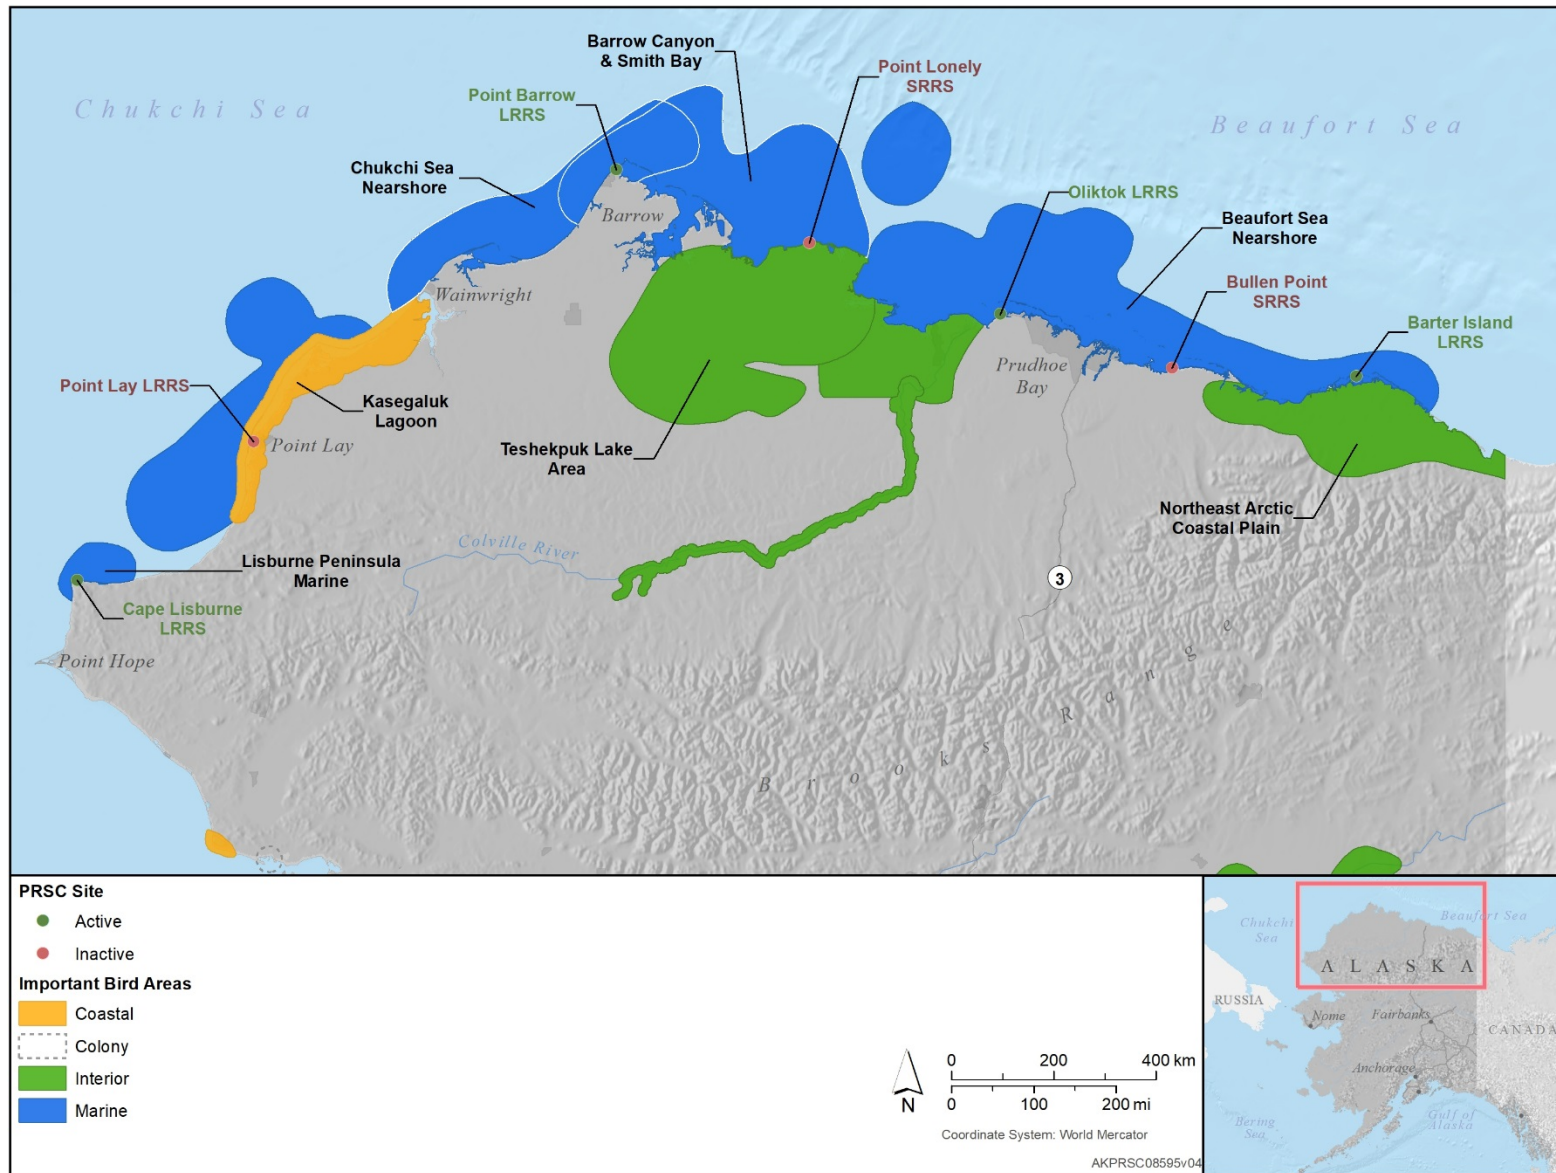 Chukchi Sea
Beaufort Sea
Barrow Canyon
& Smith Bay
Point Lonely
SRRS
Point Barrow
LRRS
Chukchi Sea
Nearshore
Oliktok LRRS
Beaufort Sea
Nearshore
Barrow
Bullen Point
SRRS
Wainwright
Barter Island
LRRS
Prudhoe
Bay
Point Lay LRRS
Kasegaluk
Lagoon
Point Lay
Teshekpuk Lake
Area
Northeast Arctic
Coastal Plain
Colville River
Lisburne Peninsula
Marine
3
Cape Lisburne
LRRS
Point Hope
Brooks Range
PRSC Site
Active
Inactive
Important Bird Areas
Coastal
Colony
Interior
Marine
N
0 200 400 km
0 100 200 mi
Coordinate System: World Mercator
AKPRSC08595v04
Chukchi
Sea
Beaufort Sea
ALASKA
RUSSIA
Nome
Fairbanks
CANADA
Anchorage
Bering
Sea
Gulf of
Alaska